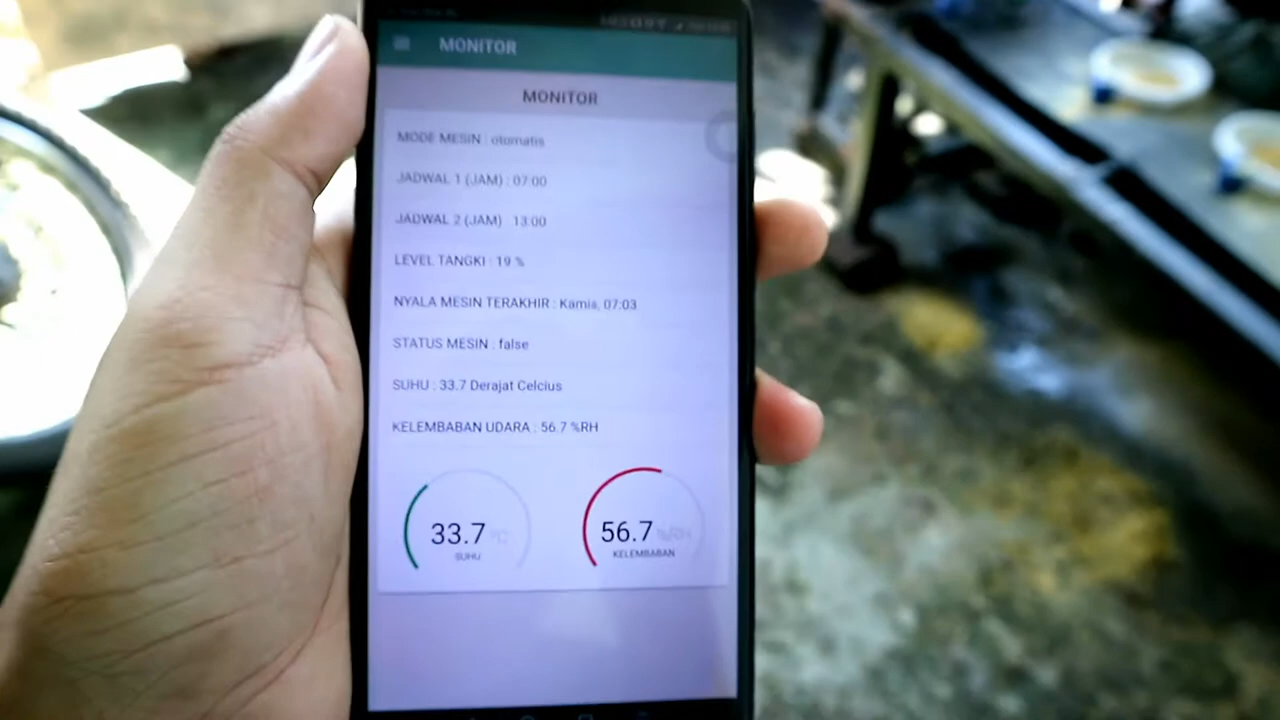 MONITOR
MONITOR
MODE MESIN : otomatis
JADWAL 1 (JAM) : 07:00
JADWAL 2 (JAM) : 13:00
LEVEL TANGKI : 19 %
NYALA MESIN TERAKHIR : Kamis, 07:03
STATUS MESIN : false
SUHU : 33.7 Derajat Celcius
KELEMBABAN UDARA : 56.7 %RH
33.7 °C
SUHU
56.7 %RH
KELEMBABAN